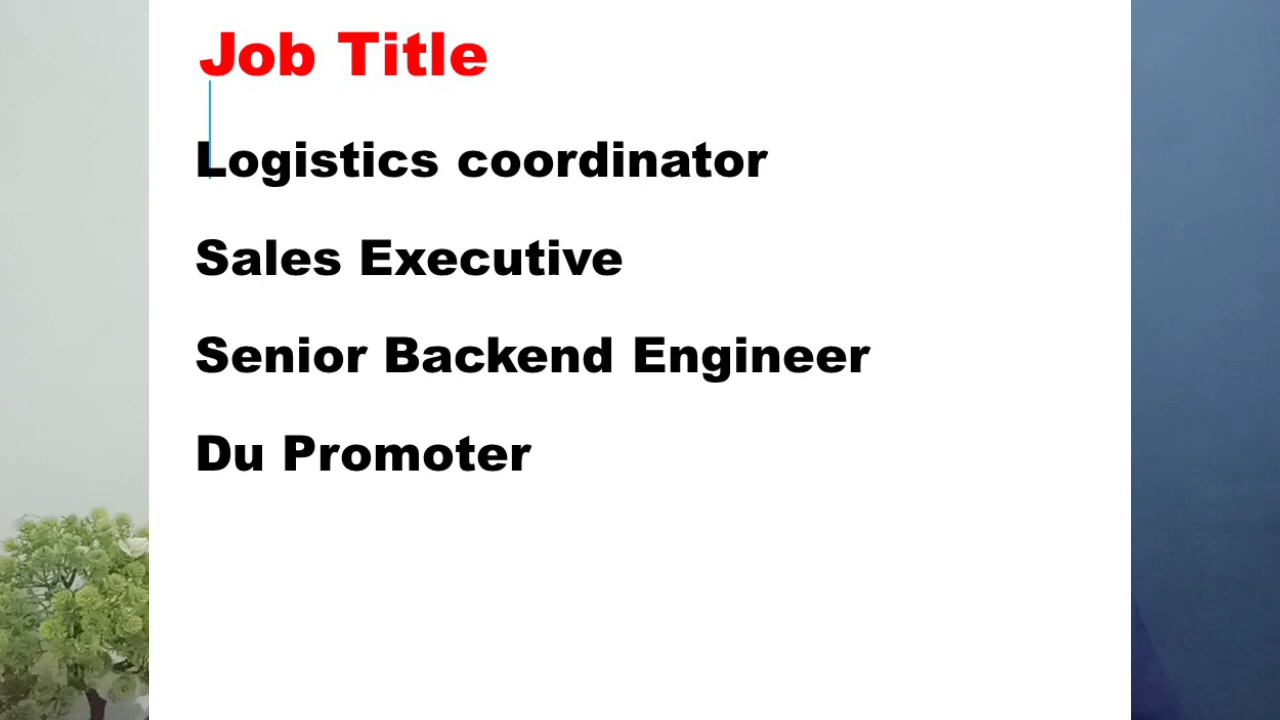 Job Title
Logistics coordinator
Sales Executive
Senior Backend Engineer
Du Promoter